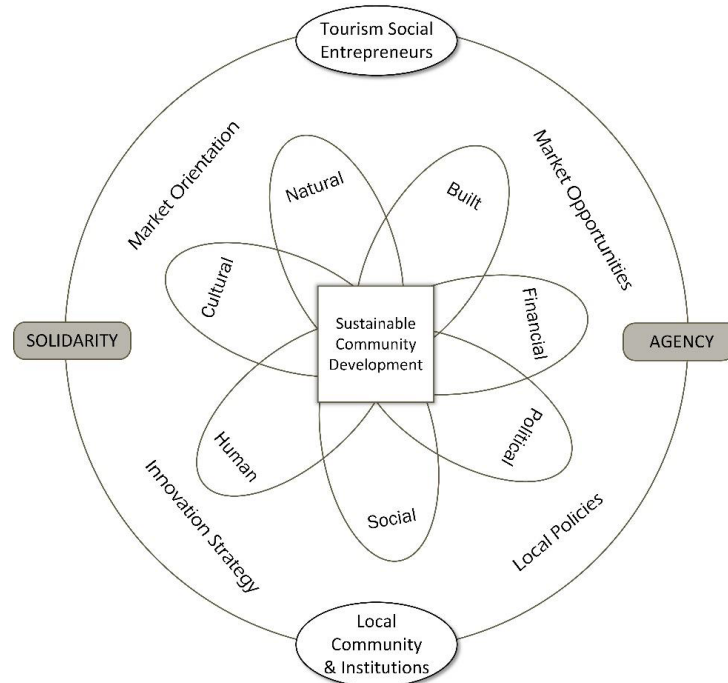 Tourism Social
Entrepreneurs
Market Orientation
Market Opportunities
Natural
Built
Cultural
Financial
SOLIDARITY
Sustainable
Community
Development
AGENCY
Human
Political
Social
Innovation Strategy
Local Policies
Local
Community
& Institutions